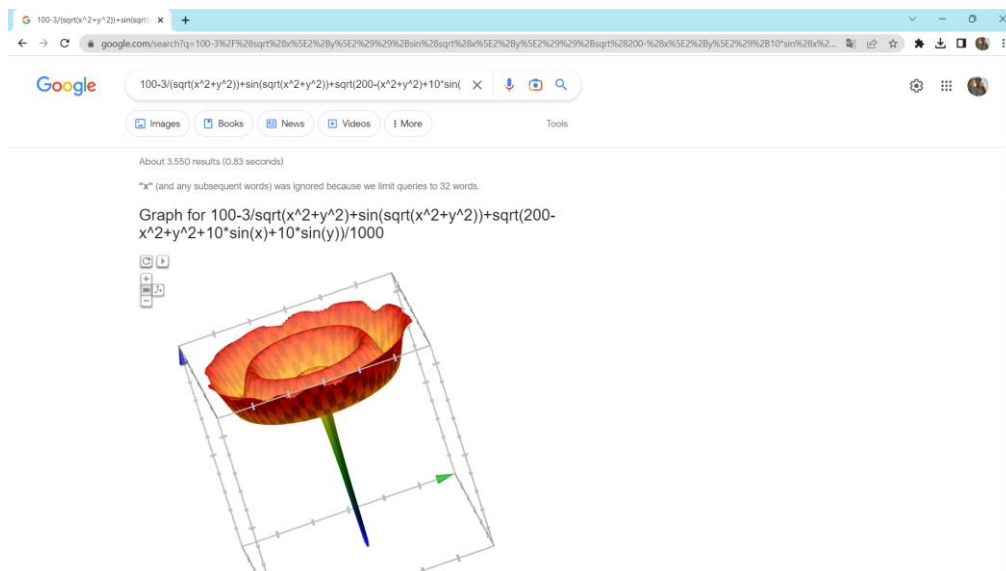 100-3/(sqrt(x^2+y^2))+sin(sqrt(
google.com/search?q=100-3%2F%28sqrt%28x%5E2%2By%5E2%29%29%2Bsin%28sqrt%28x%5E2%2By%5E2%29%29%2Bsqrt%28200-%28x%5E2%2By%5E2%29%2B10*sin%28x%2...
Google
100-3/(sqrt(x^2+y^2))+sin(sqrt(x^2+y^2))+sqrt(200-(x^2+y^2)+10*sin(
Images
Books
News
Videos
More
Tools
About 3,550 results (0.83 seconds)
"x" (and any subsequent words) was ignored because we limit queries to 32 words.
Graph for 100-3/sqrt(x^2+y^2)+sin(sqrt(x^2+y^2))+sqrt(200-
x^2+y^2+10*sin(x)+10*sin(y))/1000